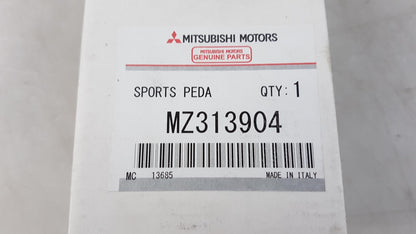 MITSUBISHI MOTORS
MITSUBISHI MOTORS
GENUINE PARTS
SPORTS PEDA QTY: 1
MZ313904
MC 13685 MADE IN ITALY